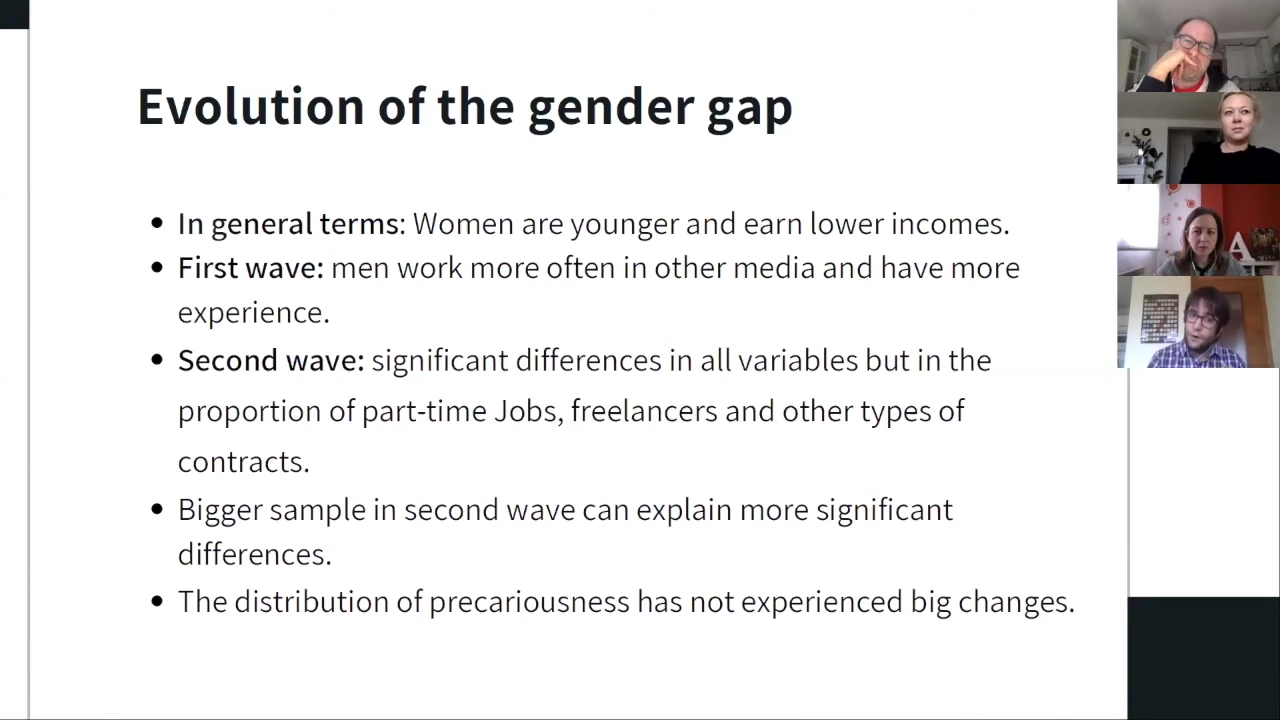 Evolution of the gender gap
• In general terms: Women are younger and earn lower incomes.
• First wave: men work more often in other media and have more
experience.
• Second wave: significant differences in all variables but in the
proportion of part-time Jobs, freelancers and other types of
contracts.
• Bigger sample in second wave can explain more significant
differences.
• The distribution of precariousness has not experienced big changes.
A